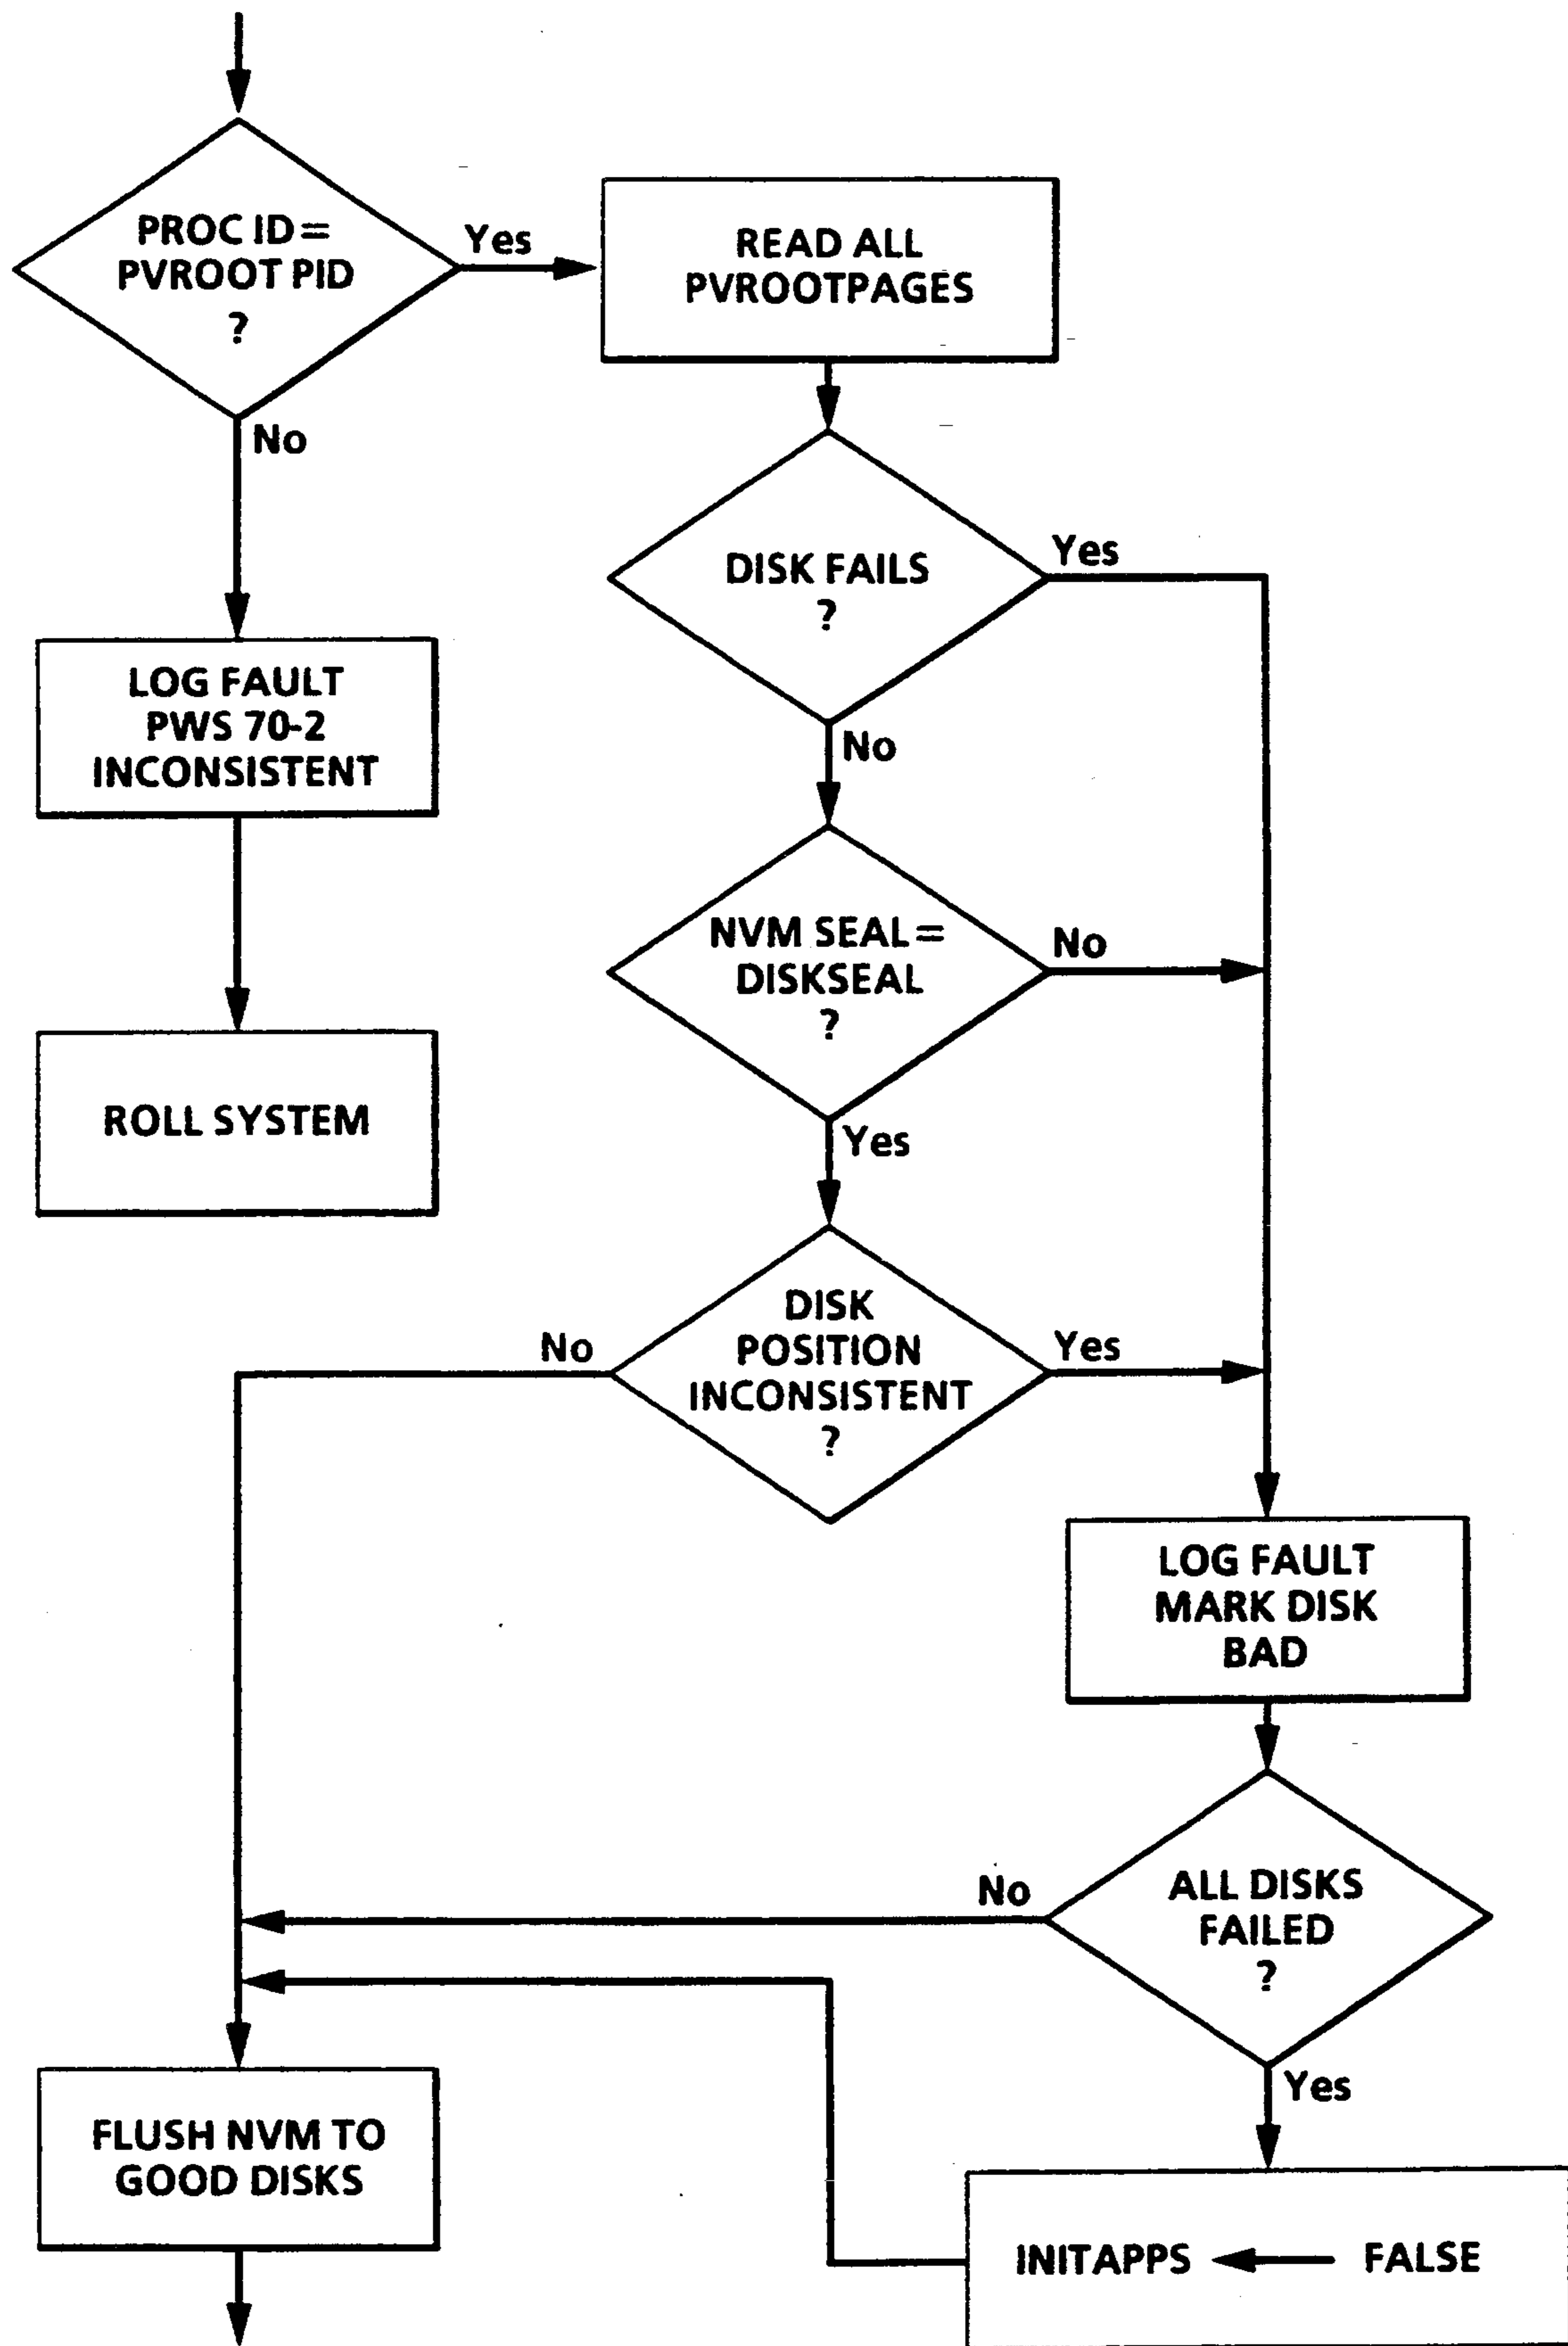 PROC ID =
PVROOT PID
?
Yes
No
READ ALL
PVROOTPAGES
DISK FAILS
?
Yes
No
LOG FAULT
PWS 70-2
INCONSISTENT
NVM SEAL =
DISKSEAL
?
No
Yes
ROLL SYSTEM
DISK
POSITION
INCONSISTENT
?
No
Yes
LOG FAULT
MARK DISK
BAD
ALL DISKS
FAILED
?
No
Yes
FLUSH NVM TO
GOOD DISKS
INITAPPS ← FALSE